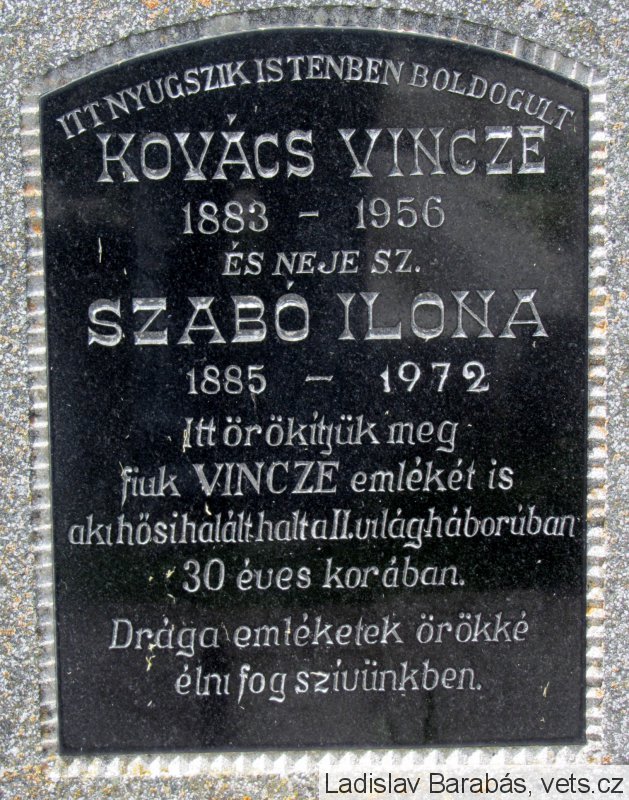 ITT NYUGSZIK ISTENBEN BOLDOGULT
KOVÁCS VINCZE
1883 – 1956
ÉS NEJE SZ.
SZABÓ ILONA
1885 – 1972
Itt örökítjük meg
fiuk VINCZE emlékét is
aki hősi halált halt a II. világháborúban
30 éves korában.
Drága emléketek örökké
élni fog szívünkben.
Ladislav Barabás, vets.cz